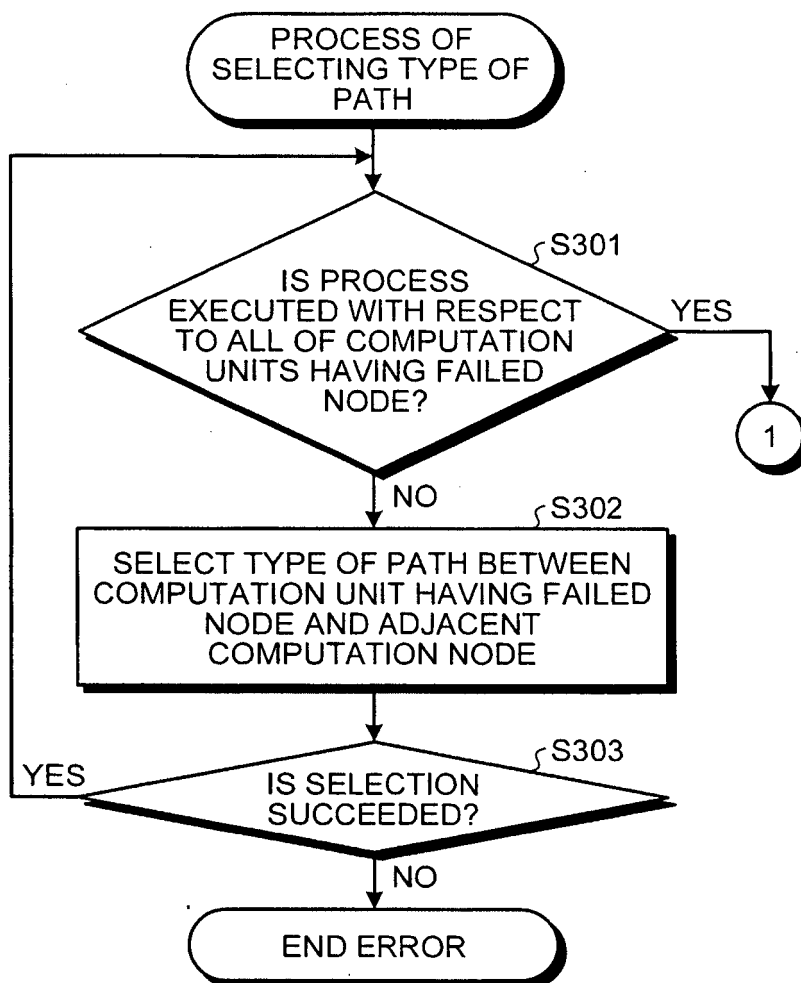 PROCESS OF
SELECTING TYPE OF
PATH
S301
IS PROCESS
EXECUTED WITH RESPECT
TO ALL OF COMPUTATION
UNITS HAVING FAILED
NODE?
YES
1
NO
S302
SELECT TYPE OF PATH BETWEEN
COMPUTATION UNIT HAVING FAILED
NODE AND ADJACENT
COMPUTATION NODE
S303
YES
IS SELECTION
SUCCEEDED?
NO
END ERROR